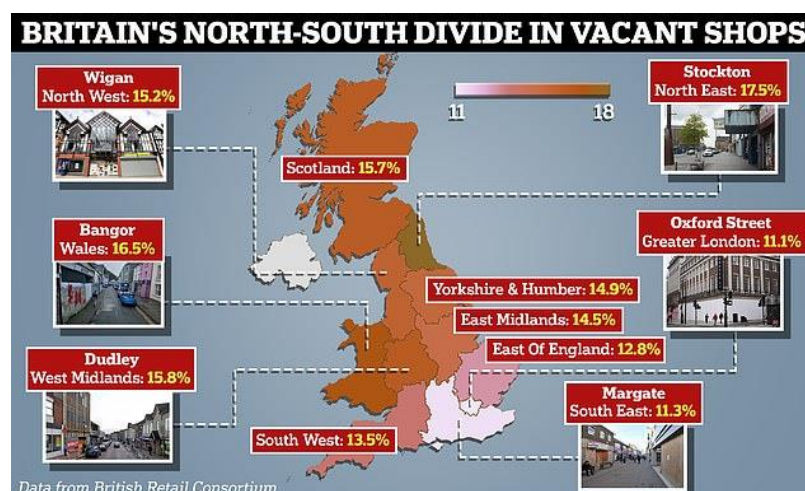 BRITAIN'S NORTH-SOUTH DIVIDE IN VACANT SHOPS
Wigan
North West: 15.2%
11
18
Stockton
North East: 17.5%
Scotland: 15.7%
Bangor
Wales: 16.5%
Oxford Street
Greater London: 11.1%
Yorkshire & Humber: 14.9%
East Midlands: 14.5%
East Of England: 12.8%
Dudley
West Midlands: 15.8%
Margate
South East: 11.3%
South West: 13.5%
Data from British Retail Consortium